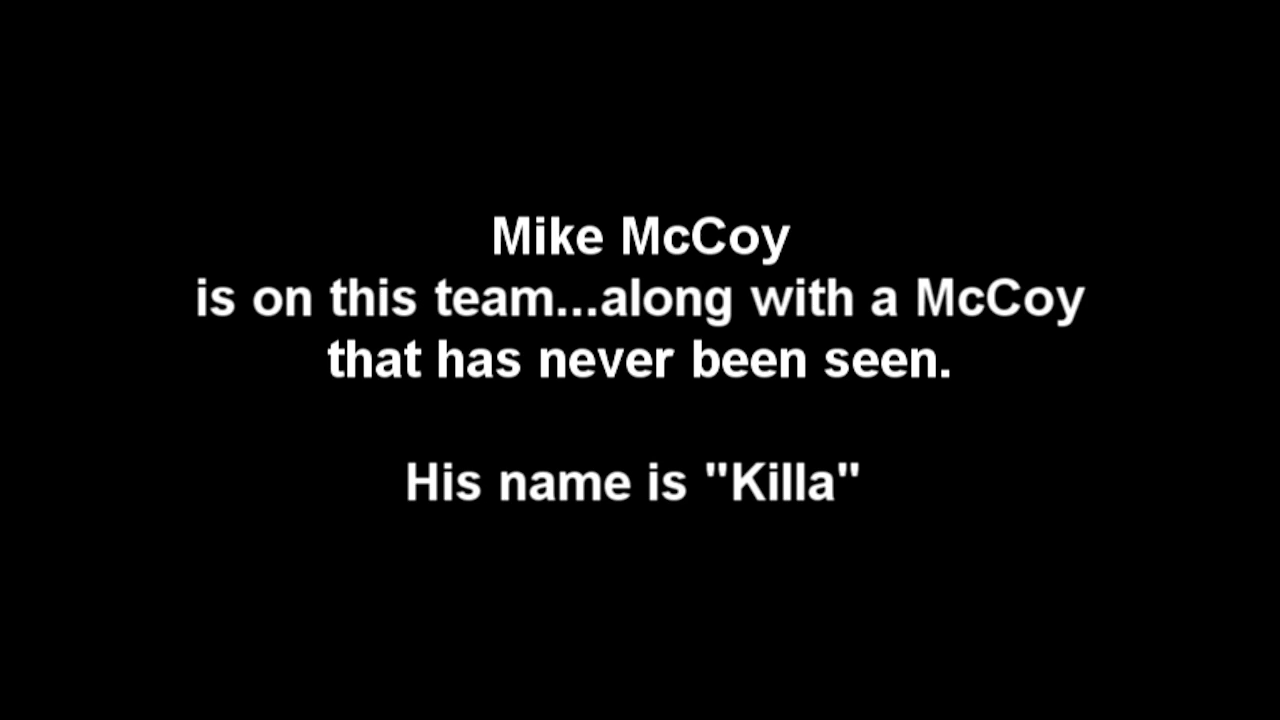 Mike McCoy
is on this team...along with a McCoy
that has never been seen.
His name is "Killa"